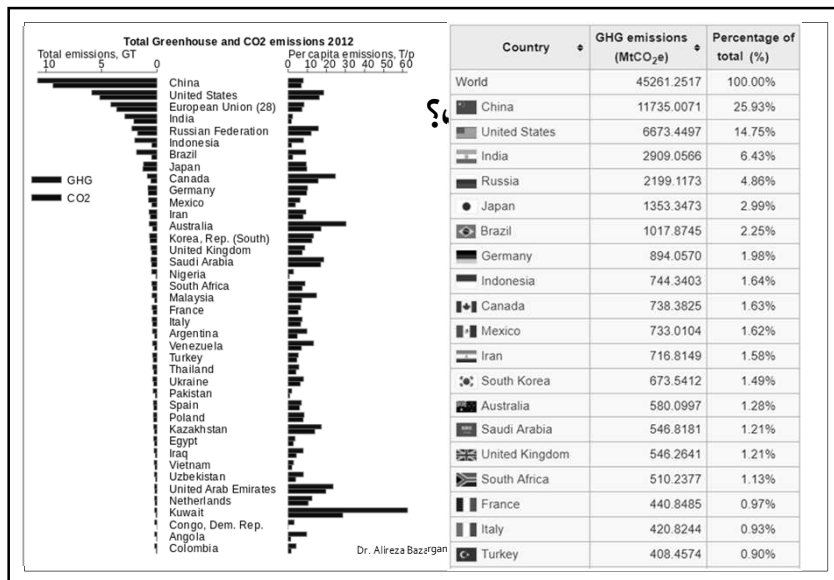 Total Greenhouse and CO2 emissions 2012
Total emissions, GT
Per capita emissions, T/p
10 5 0
0 10 20 30 40 50 60
China
United States
European Union (28)
India
Russian Federation
Indonesia
Brazil
Japan
Canada
Germany
Mexico
Iran
Australia
Korea, Rep. (South)
United Kingdom
Saudi Arabia
Nigeria
South Africa
Malaysia
France
Italy
Argentina
Venezuela
Turkey
Thailand
Ukraine
Pakistan
Spain
Poland
Kazakhstan
Egypt
Iraq
Vietnam
Uzbekistan
United Arab Emirates
Netherlands
Kuwait
Congo, Dem. Rep.
Angola
Colombia
GHG
CO2
Dr. Alireza Bazargan
Country GHG emissions (MtCO2e) Percentage of total (%)
World 45261.2517 100.00%
China 11735.0071 25.93%
United States 6673.4497 14.75%
India 2909.0566 6.43%
Russia 2199.1173 4.86%
Japan 1353.3473 2.99%
Brazil 1017.8745 2.25%
Germany 894.0570 1.98%
Indonesia 744.3403 1.64%
Canada 738.3825 1.63%
Mexico 733.0104 1.62%
Iran 716.8149 1.58%
South Korea 673.5412 1.49%
Australia 580.0997 1.28%
Saudi Arabia 546.8181 1.21%
United Kingdom 546.2641 1.21%
South Africa 510.2377 1.13%
France 440.8485 0.97%
Italy 420.8244 0.93%
Turkey 408.4574 0.90%